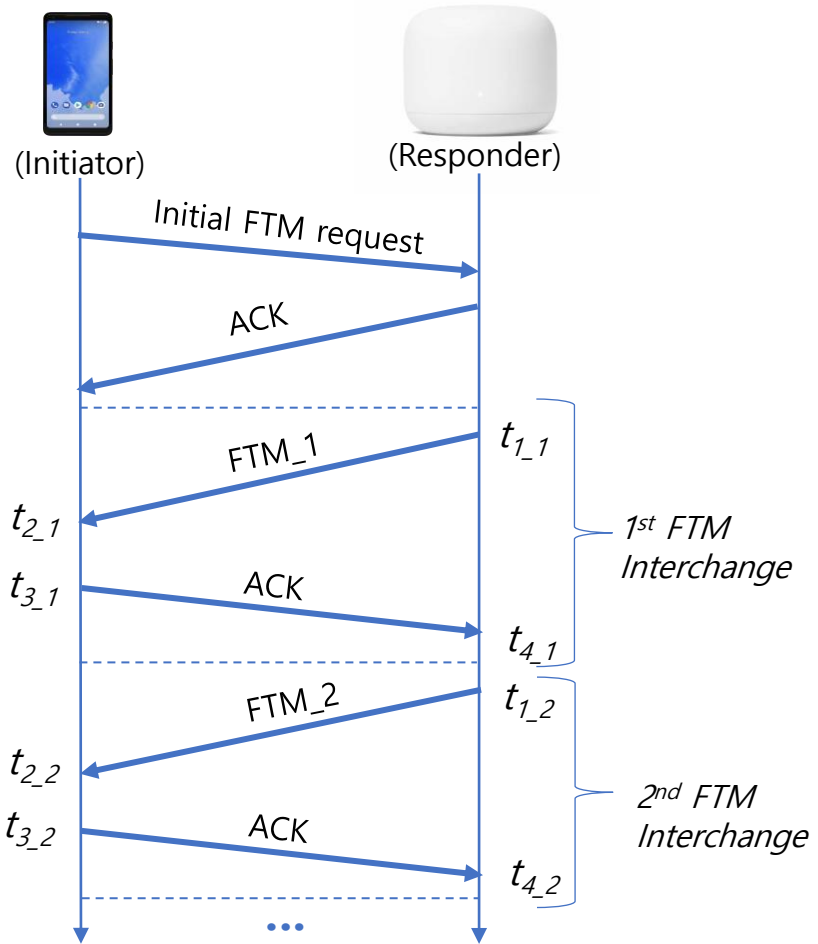 (Initiator)
(Responder)
Initial FTM request
ACK
FTM_1
t1_1
t2_1
1st FTM
Interchange
t3_1
ACK
t4_1
FTM_2
t1_2
t2_2
2nd FTM
Interchange
t3_2
ACK
t4_2
...